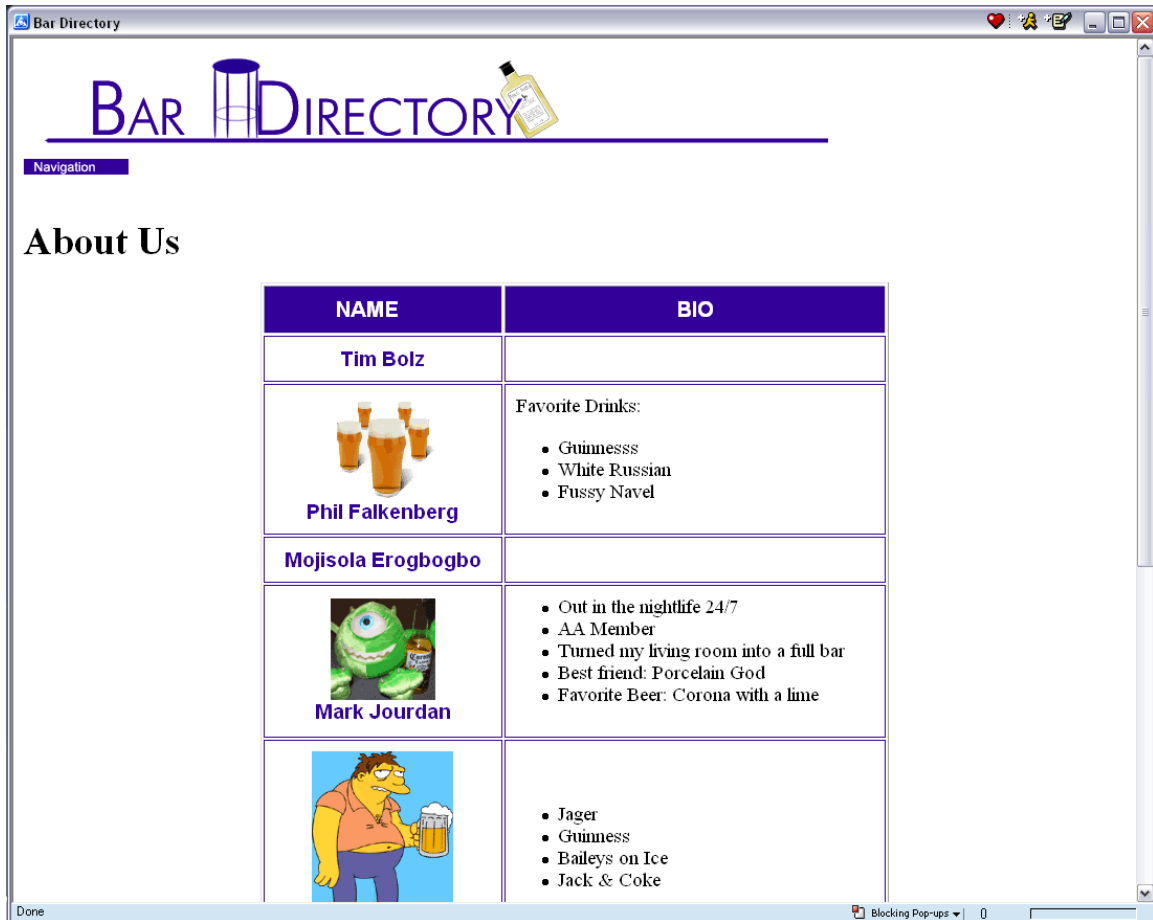 Bar Directory
BAR DIRECTORY
Navigation
About Us
NAME
BIO
Tim Bolz
Phil Falkenberg
Favorite Drinks:
Guinnesss
White Russian
Fussy Navel
Mojisola Erogbogbo
Mark Jourdan
Out in the nightlife 24/7
AA Member
Turned my living room into a full bar
Best friend: Porcelain God
Favorite Beer: Corona with a lime
Jager
Guinness
Baileys on Ice
Jack & Coke
Done
Blocking Pop-ups
0